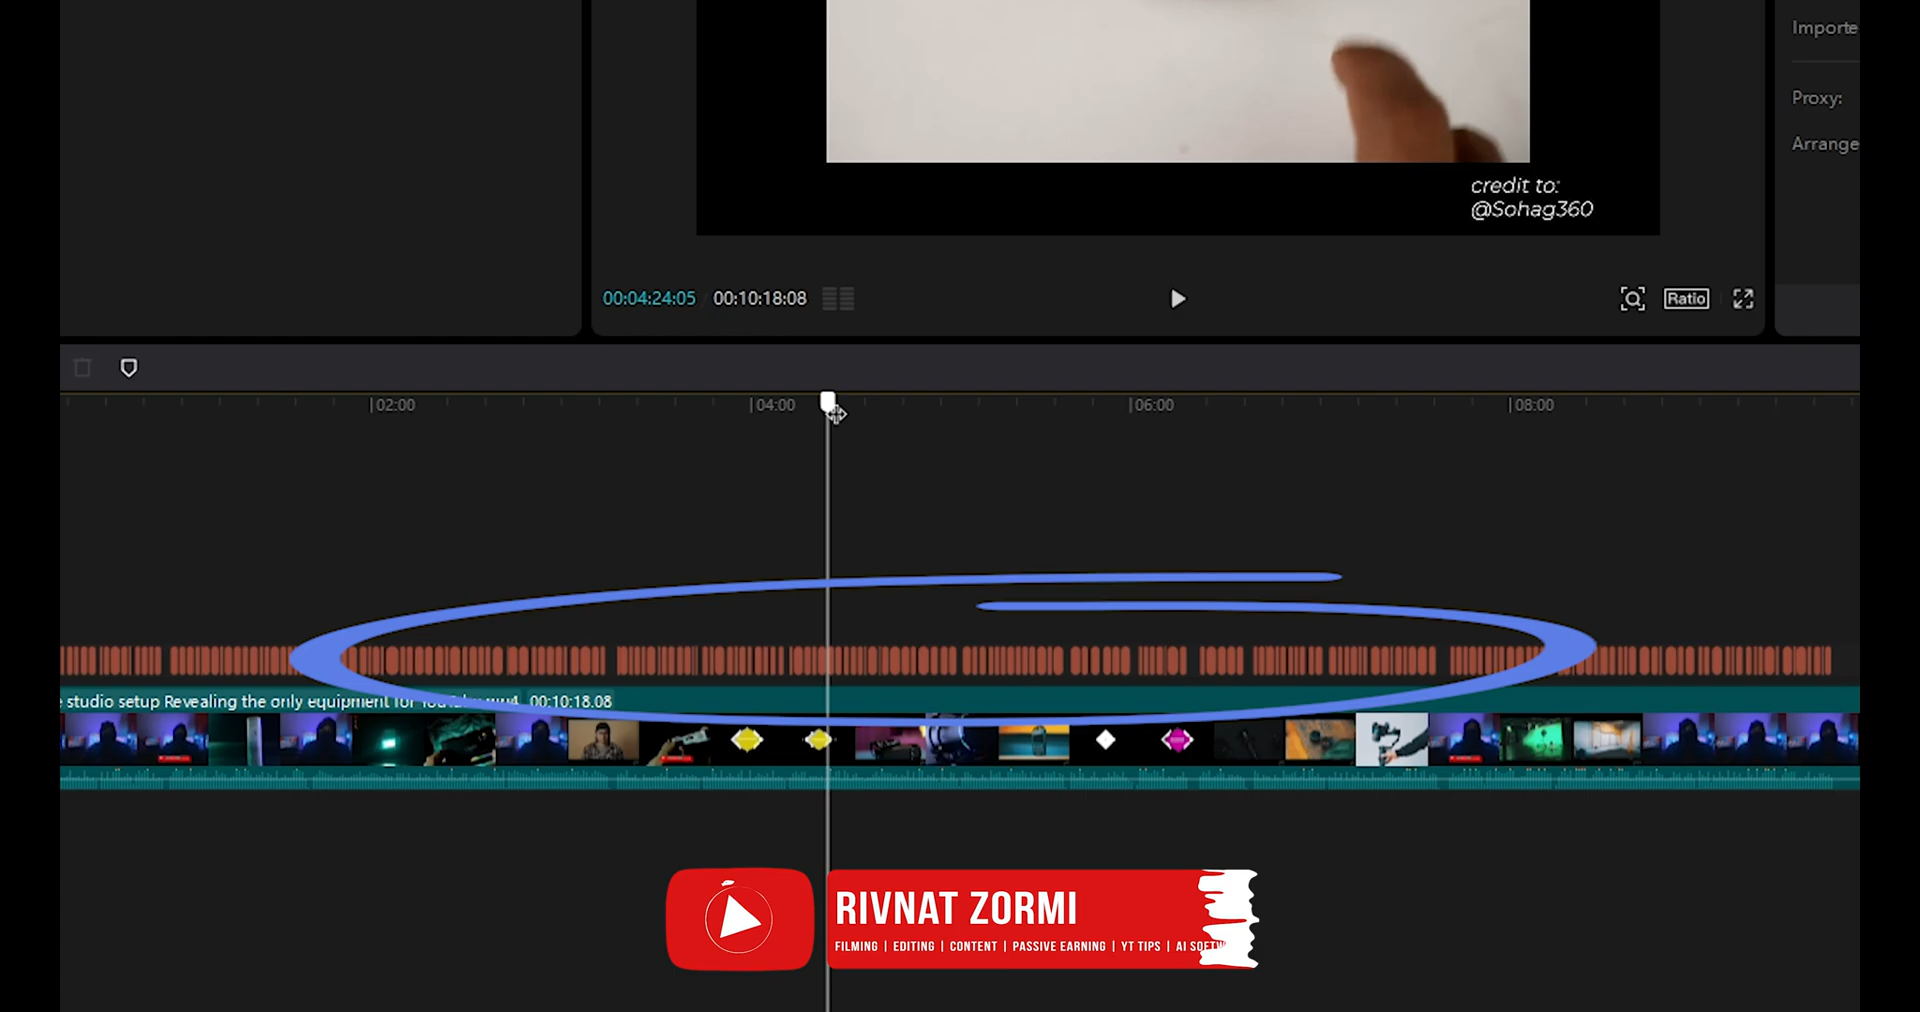 Importe
Proxy:
Arrange
credit to:
@Sohag360
00:04:24:05 00:10:18:08
Ratio
02:00 04:00 06:00 08:00
studio setup Revealing the only equipment for 00:10:18.08
RIVNAT ZORMI
FILMING | EDITING | CONTENT | PASSIVE EARNING | YT TIPS | AI